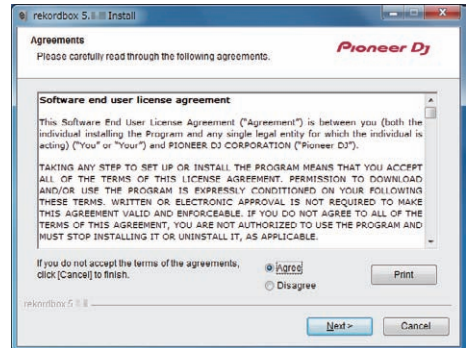 rekordbox 5. Install
Agreements
Please carefully read through the following agreements.
Pioneer Dj
Software end user license agreement
This Software End User License Agreement ("Agreement") is between you (both the
individual installing the Program and any single legal entity for which the individual is
acting) ("You" or "Your") and PIONEER DJ CORPORATION ("Pioneer DJ").
TAKING ANY STEP TO SET UP OR INSTALL THE PROGRAM MEANS THAT YOU ACCEPT
ALL OF THE TERMS OF THIS LICENSE AGREEMENT. PERMISSION TO DOWNLOAD
AND/OR USE THE PROGRAM IS EXPRESSLY CONDITIONED ON YOUR FOLLOWING
THESE TERMS. WRITTEN OR ELECTRONIC APPROVAL IS NOT REQUIRED TO MAKE
THIS AGREEMENT VALID AND ENFORCEABLE. IF YOU DO NOT AGREE TO ALL OF THE
TERMS OF THIS AGREEMENT, YOU ARE NOT AUTHORIZED TO USE THE PROGRAM AND
MUST STOP INSTALLING IT OR UNINSTALL IT, AS APPLICABLE.
If you do not accept the terms of the agreements,
click [Cancel] to finish.
Agree
Disagree
Print
rekordbox 5
Next >
Cancel